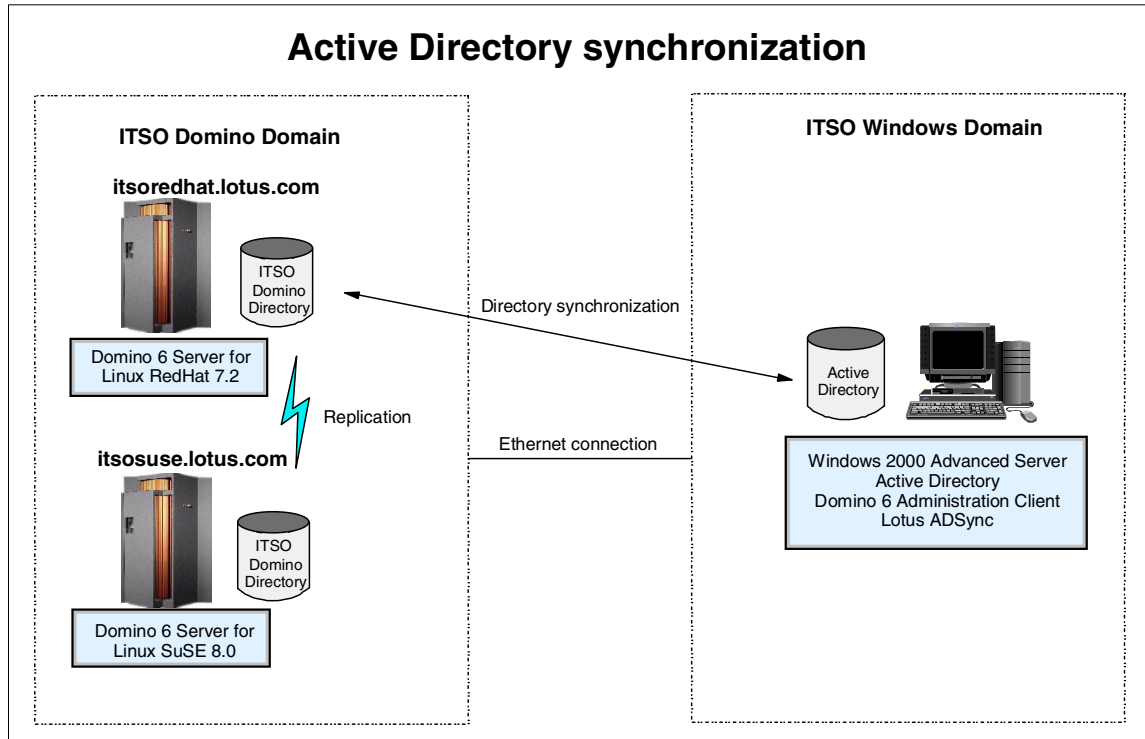 Active Directory synchronization
ITSO Domino Domain
itsoredhat.lotus.com
ITSO
Domino
Directory
Domino 6 Server for
Linux RedHat 7.2
Replication
itsosuse.lotus.com
ITSO
Domino
Directory
Domino 6 Server for
Linux SuSE 8.0
Directory synchronization
Ethernet connection
ITSO Windows Domain
Active
Directory
Windows 2000 Advanced Server
Active Directory
Domino 6 Administration Client
Lotus ADSync